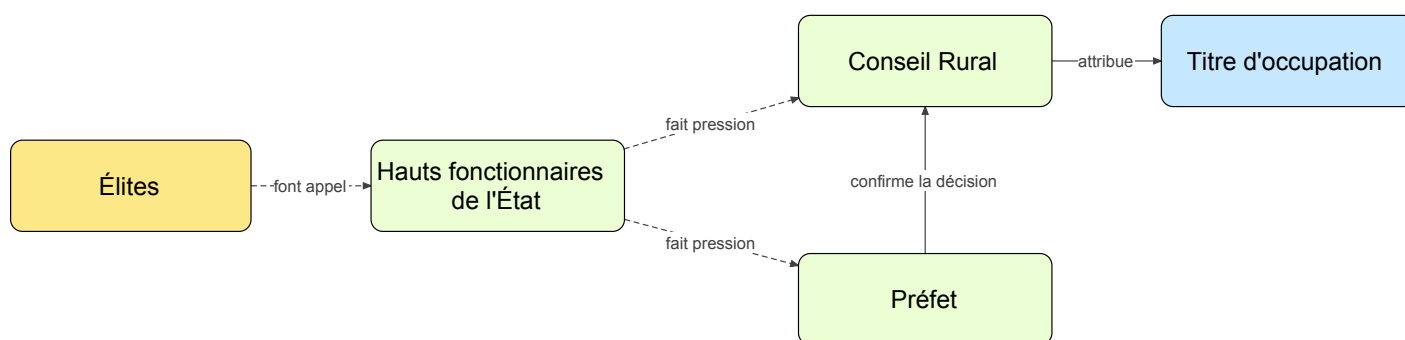 Conseil Rural
attribue
Titre d'occupation
fait pression
Élites
font appel
Hauts fonctionnaires
de l'État
confirme la décision
fait pression
Préfet